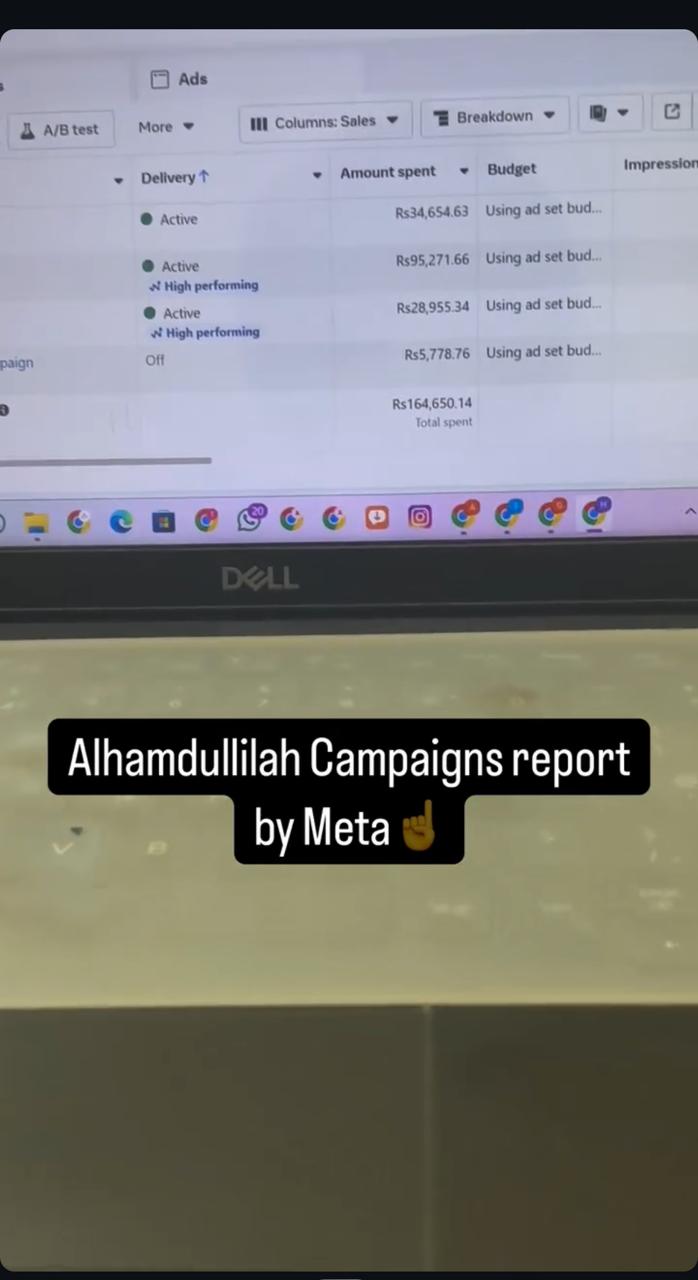 Ads
A/B test
More
Columns: Sales
Breakdown
Delivery↑
Amount spent
Budget
Impression
Active
Rs34,654.63
Using ad set bud...
Active
High performing
Rs95,271.66
Using ad set bud...
Active
High performing
Rs28,955.34
Using ad set bud...
paign
Off
Rs5,778.76
Using ad set bud...
Rs164,650.14
Total spent
20
DELL
Alhamdullilah Campaigns report
by Meta ☝